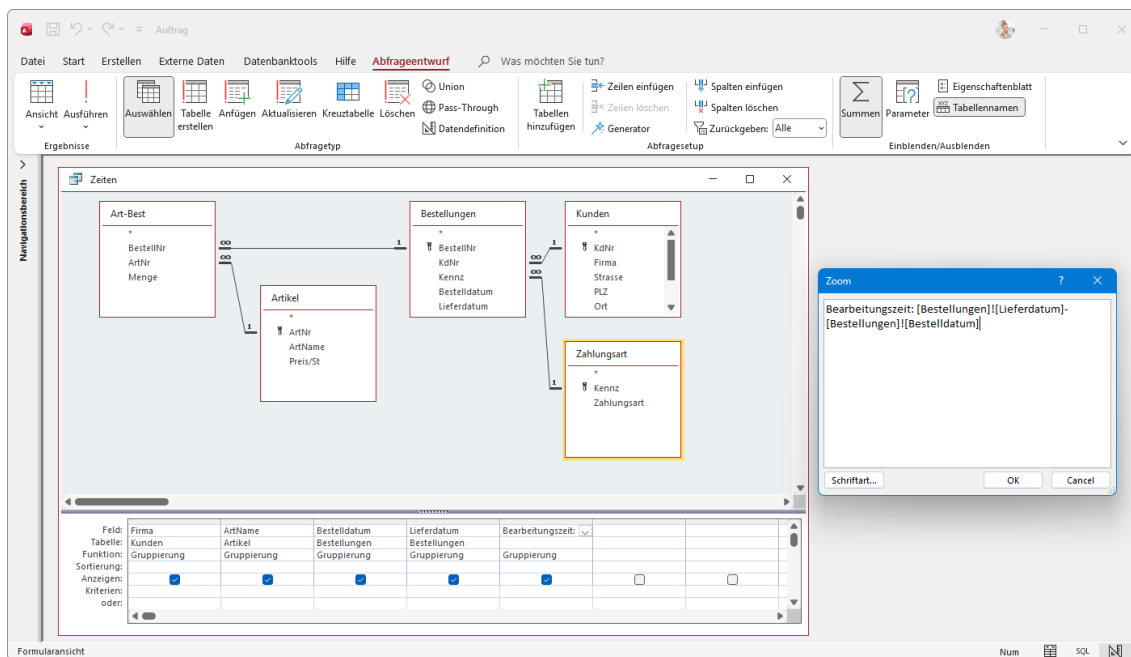 Auftrag
Datei Start Erstellen Externe Daten Datenbanktools Hilfe Abfrageentwurf Was möchten Sie tun?
Ansicht Ausführen
Ergebnisse
Auswählen Tabelle erstellen Anfügen Aktualisieren Kreuztabelle Löschen
Union
Pass-Through
Datendefinition
Abfragetyp
Tabellen hinzufügen
Zeilen einfügen
Zeilen löschen
Generator
Spalten einfügen
Spalten löschen
Zurückgeben: Alle
Abfragesetup
Summen Parameter
Eigenschaftenblatt
Tabellennamen
Einblenden/Ausblenden
Navigationsbereich
Zeiten
Art-Best
*
BestellNr
ArtNr
Menge
∞
∞
1
Artikel
*
ArtNr
ArtName
Preis/St
1
Bestellungen
*
BestellNr
KdNr
Kennz
Bestelldatum
Lieferdatum
∞
∞
1
1
Kunden
*
KdNr
Firma
Strasse
PLZ
Ort
Zahlungsart
*
Kennz
Zahlungsart
Zoom ?
Bearbeitungszeit: [Bestellungen]![Lieferdatum]-
[Bestellungen]![Bestelldatum]
Schriftart... OK Cancel
Feld: Firma ArtName Bestelldatum Lieferdatum Bearbeitungszeit:
Tabelle: Kunden Artikel Bestellungen Bestellungen
Funktion: Gruppierung Gruppierung Gruppierung Gruppierung Gruppierung
Sortierung:
Anzeigen:
Kriterien:
oder:
Formularansicht Num SQL